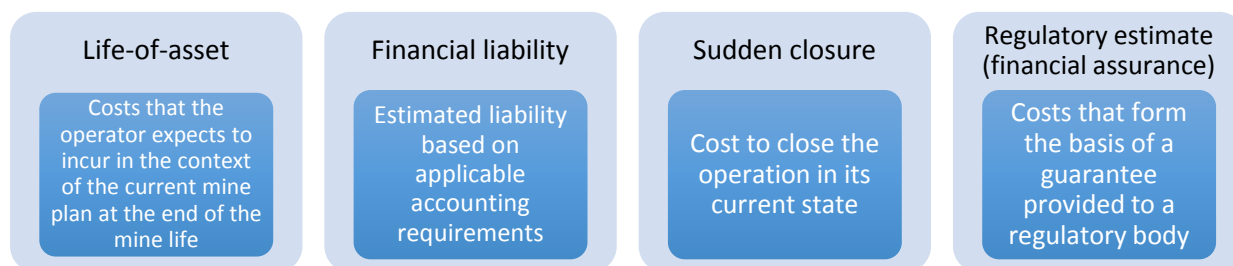 Life-of-asset
Costs that the
operator expects to
incur in the context
of the current mine
plan at the end of the
mine life
Financial liability
Estimated liability
based on
applicable
accounting
requirements
Sudden closure
Cost to close the
operation in its
current state
Regulatory estimate
(financial assurance)
Costs that form
the basis of a
guarantee
provided to a
regulatory body